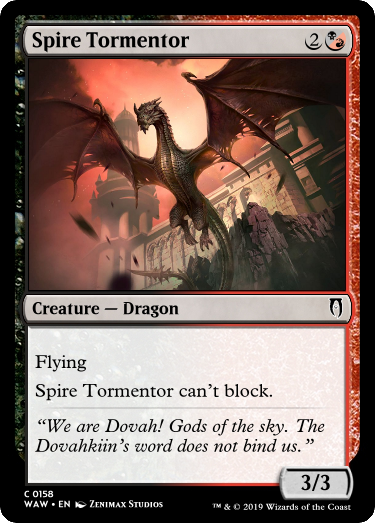 Spire Tormentor 2
Creature — Dragon
Flying
Spire Tormentor can't block.
“We are Dovah! Gods of the sky. The
Dovahkiin's word does not bind us.”
3/3
C 0158
WAW • EN Zenimax Studios
™ & © 2019 Wizards of the Coast